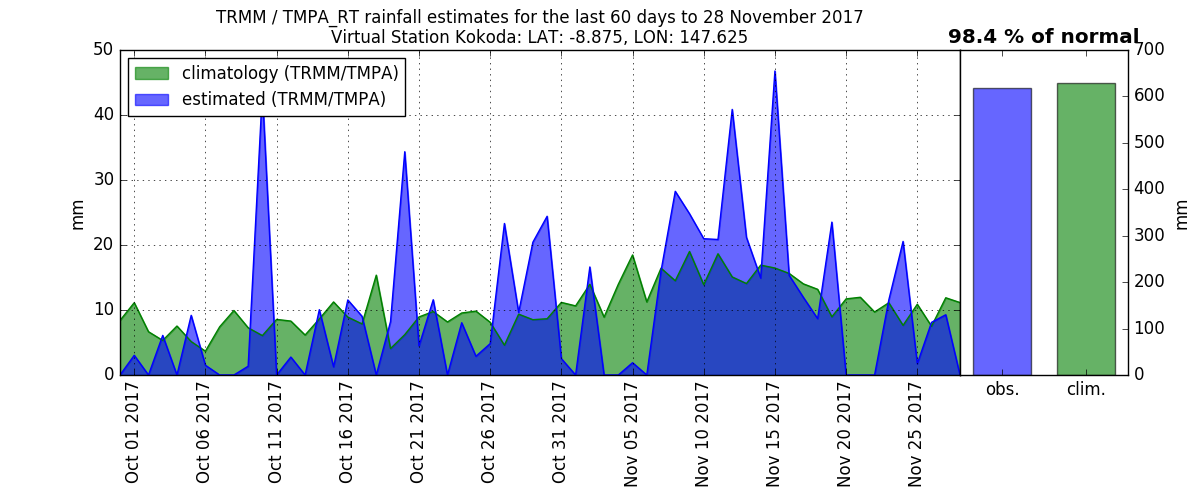 TRMM / TMPA_RT rainfall estimates for the last 60 days to 28 November 2017
Virtual Station Kokoda: LAT: -8.875, LON: 147.625
98.4 % of normal
climatology (TRMM/TMPA)
estimated (TRMM/TMPA)
50
40
30
20
10
0
mm
700
600
500
400
300
200
100
0
mm
Oct 01 2017
Oct 06 2017
Oct 11 2017
Oct 16 2017
Oct 21 2017
Oct 26 2017
Oct 31 2017
Nov 05 2017
Nov 10 2017
Nov 15 2017
Nov 20 2017
Nov 25 2017
obs.
clim.